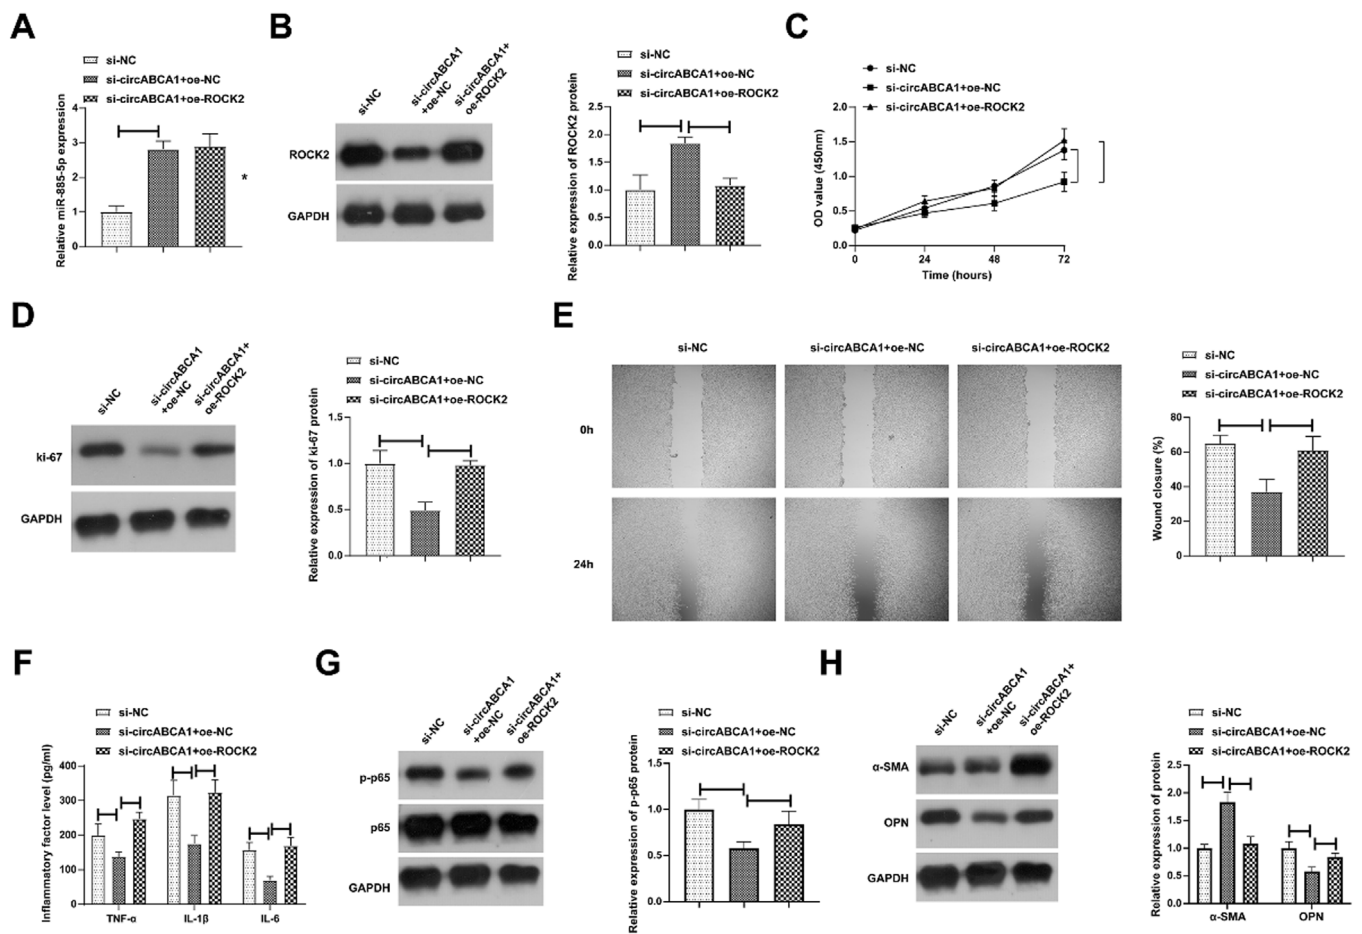 A
si-NC
si-circABCA1+oe-NC
si-circABCA1+oe-ROCK2
Relative miR-885-5p expression
4
3
2
1
0
*
B
si-NC
si-circABCA1
+oe-NC
si-circABCA1+
oe-ROCK2
ROCK2
GAPDH
si-NC
si-circABCA1+oe-NC
si-circABCA1+oe-ROCK2
Relative expression of ROCK2 protein
2.5
2.0
1.5
1.0
0.5
0.0
C
si-NC
si-circABCA1+oe-NC
si-circABCA1+oe-ROCK2
OD value (450nm)
2.0
1.5
1.0
0.5
0.0
0
24
48
72
Time (hours)
D
si-NC
si-circABCA1
+oe-NC
si-circABCA1+
oe-ROCK2
ki-67
GAPDH
si-NC
si-circABCA1+oe-NC
si-circABCA1+oe-ROCK2
Relative expression of ki-67 protein
1.5
1.0
0.5
0.0
E
si-NC
si-circABCA1+oe-NC
si-circABCA1+oe-ROCK2
0h
24h
si-NC
si-circABCA1+oe-NC
si-circABCA1+oe-ROCK2
Wound closure (%)
80
60
40
20
0
F
si-NC
si-circABCA1+oe-NC
si-circABCA1+oe-ROCK2
Inflammatory factor level (pg/ml)
400
300
200
100
0
TNF-α
IL-1β
IL-6
G
si-NC
si-circABCA1
+oe-NC
si-circABCA1+
oe-ROCK2
p-p65
p65
GAPDH
si-NC
si-circABCA1+oe-NC
si-circABCA1+oe-ROCK2
Relative expression of p-p65 protein
1.5
1.0
0.5
0.0
H
si-NC
si-circABCA1
+oe-NC
si-circABCA1+
oe-ROCK2
α-SMA
OPN
GAPDH
si-NC
si-circABCA1+oe-NC
si-circABCA1+oe-ROCK2
Relative expression of protein
2.5
2.0
1.5
1.0
0.5
0.0
α-SMA
OPN